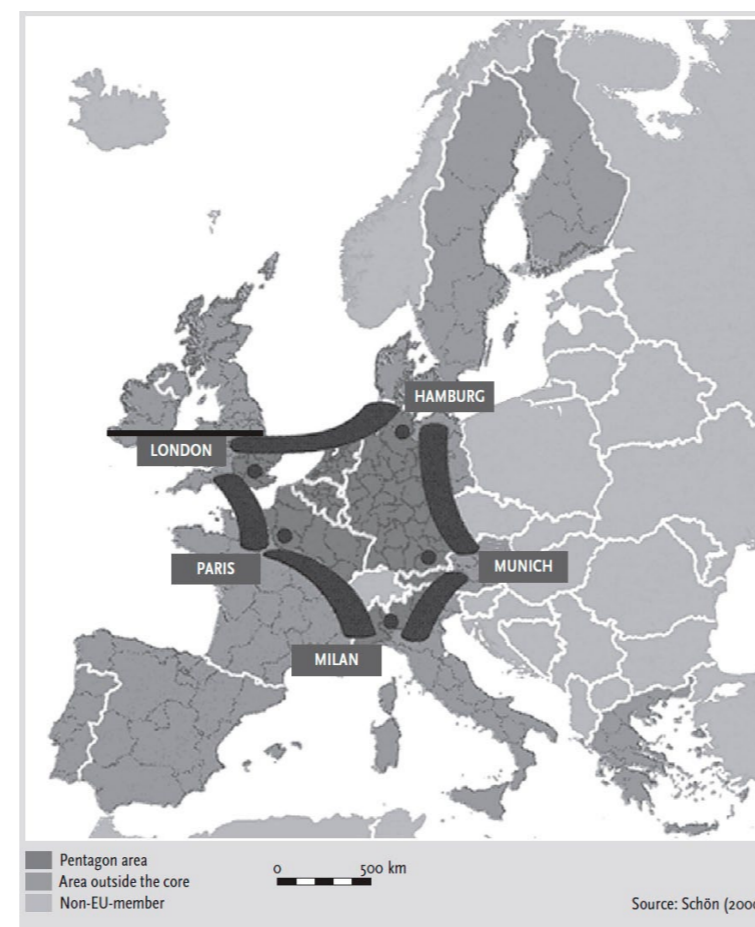 HAMBURG
LONDON
PARIS
MUNICH
MILAN
Pentagon area
0 500 km
Area outside the core
Non-EU-member
Source: Schön (200